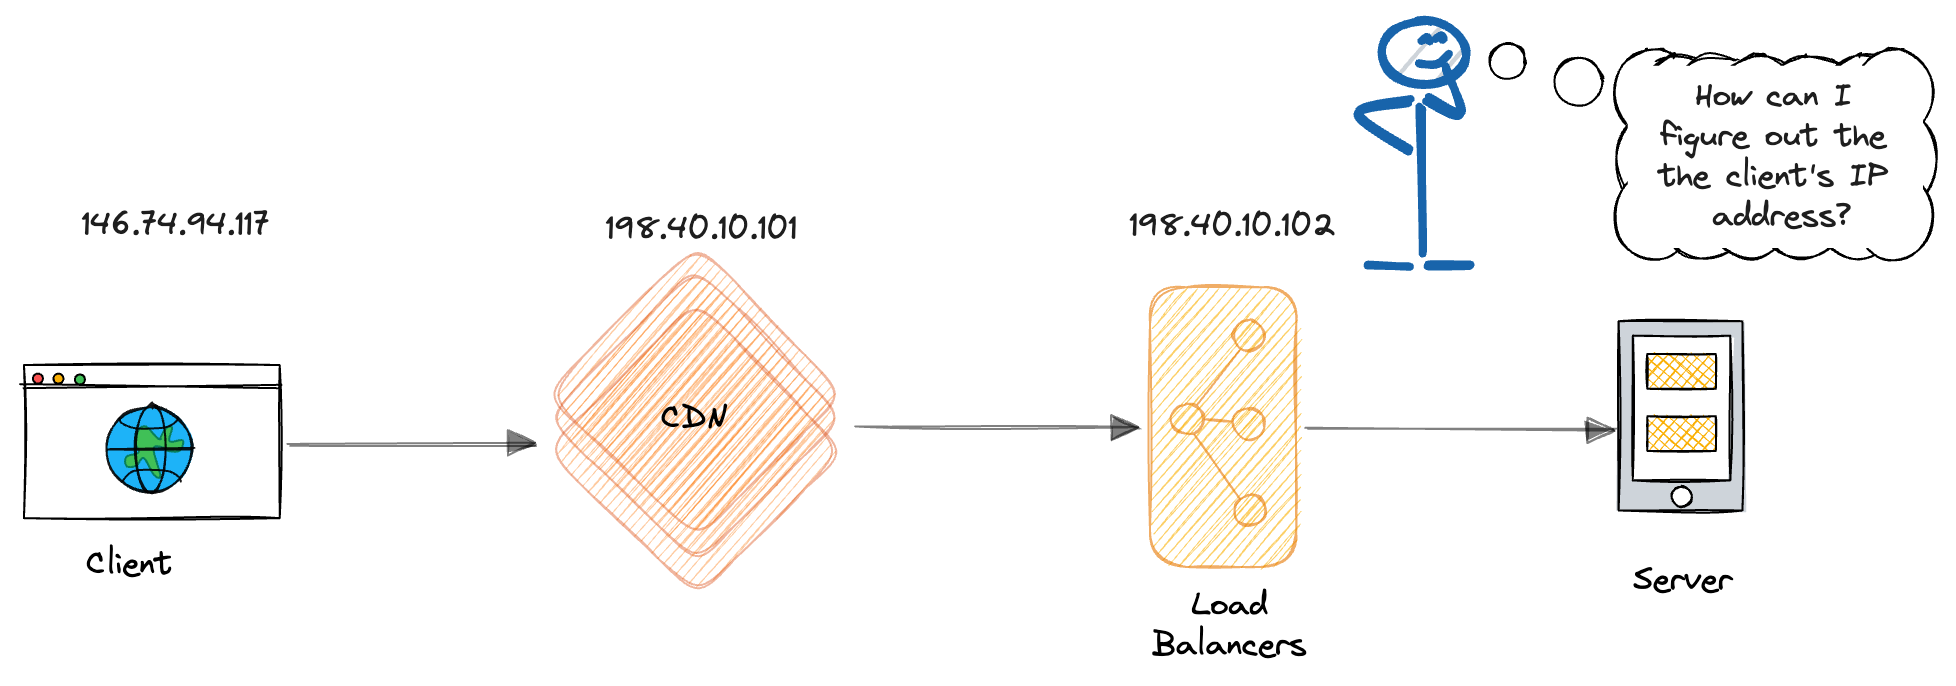 How can I
figure out the
the client's IP
address?
146.74.94.117
198.40.10.101
198.40.10.102
CDN
Client
Load
Balancers
Server